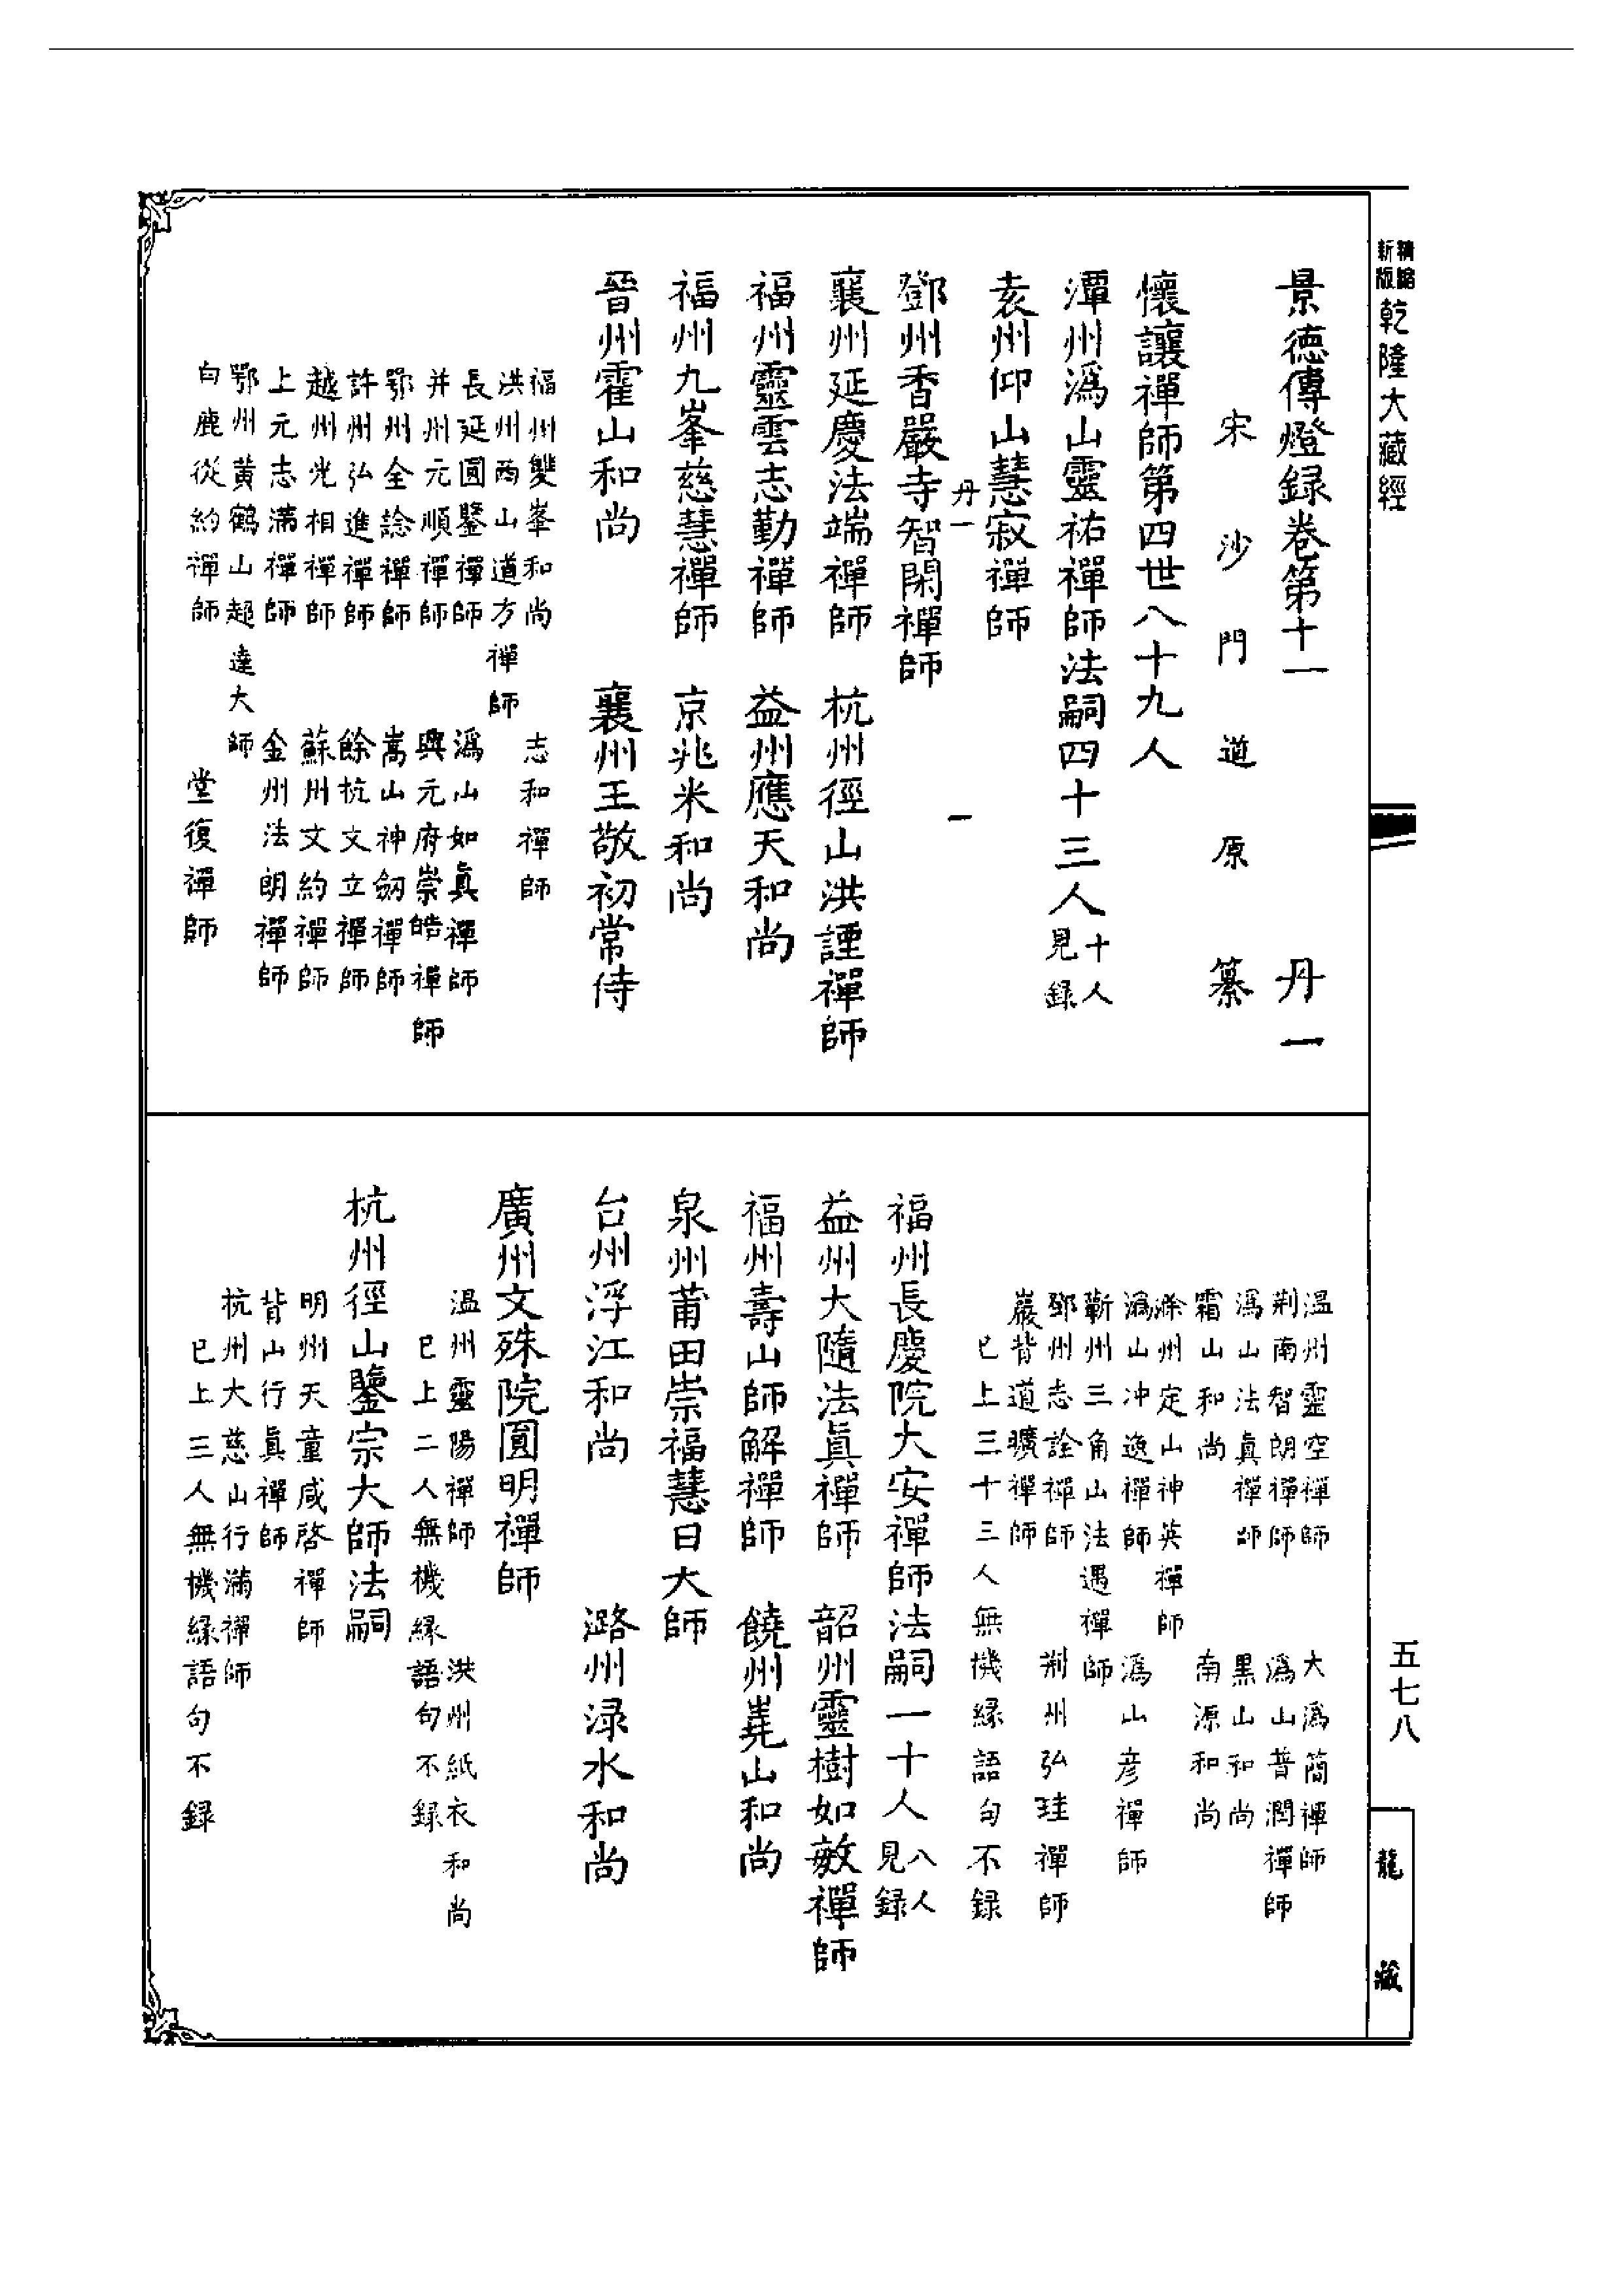 精縮新版乾隆大藏經
景德傳燈錄卷第十一　丹一
宋沙門道原纂
懷讓禪師第四世八十九人
潭州溈山靈祐禪師法嗣四十三人十人見錄
袁州仰山慧寂禪師
丹一　一
鄧州香嚴寺智閑禪師
襄州延慶法端禪師　杭州徑山洪諲禪師
福州靈雲志勤禪師　益州應天和尚
福州九峯慈慧禪師　京兆米和尚
晉州霍山和尚　襄州王敬初常侍
福州雙峯和尚　志和禪師
洪州西山道方禪師
長延圓鑒禪師　溈山如真禪師
并州元順禪師　興元府崇皓禪師
鄂州全諗禪師　嵩山神劒禪師
許州弘進禪師　餘杭文立禪師
越州光相禪師　蘇州文約禪師
上元志滿禪師　金州法朗禪師
鄂州黃鶴山超達大師
白鹿從約禪師　堂復禪師
溫州靈空禪師　大溈簡禪師
荆南智朗禪師　溈山普潤禪師
溈山法真禪師　黑山和尚
霜山和尚　南源和尚
滁州定山神英禪師
溈山冲逸禪師　溈山彥禪師
蘄州三角山法遇禪師
鄧州志詮禪師　荆州弘珪禪師
巖背道曠禪師
已上三十三人無機緣語句不錄
福州長慶院大安禪師法嗣一十人八人見錄
益州大隨法真禪師　韶州靈樹如敏禪師
福州壽山師解禪師　饒州嶤山和尚
泉州莆田崇福慧日大師
台州浮江和尚　潞州淥水和尚
廣州文殊院圓明禪師
溫州靈陽禪師　洪州紙衣和尚
已上二人無機緣語句不錄
杭州徑山鑒宗大師法嗣
明州天童咸啓禪師
背山行真禪師
杭州大慈山行滿禪師
已上三人無機緣語句不錄
五七八
龍藏